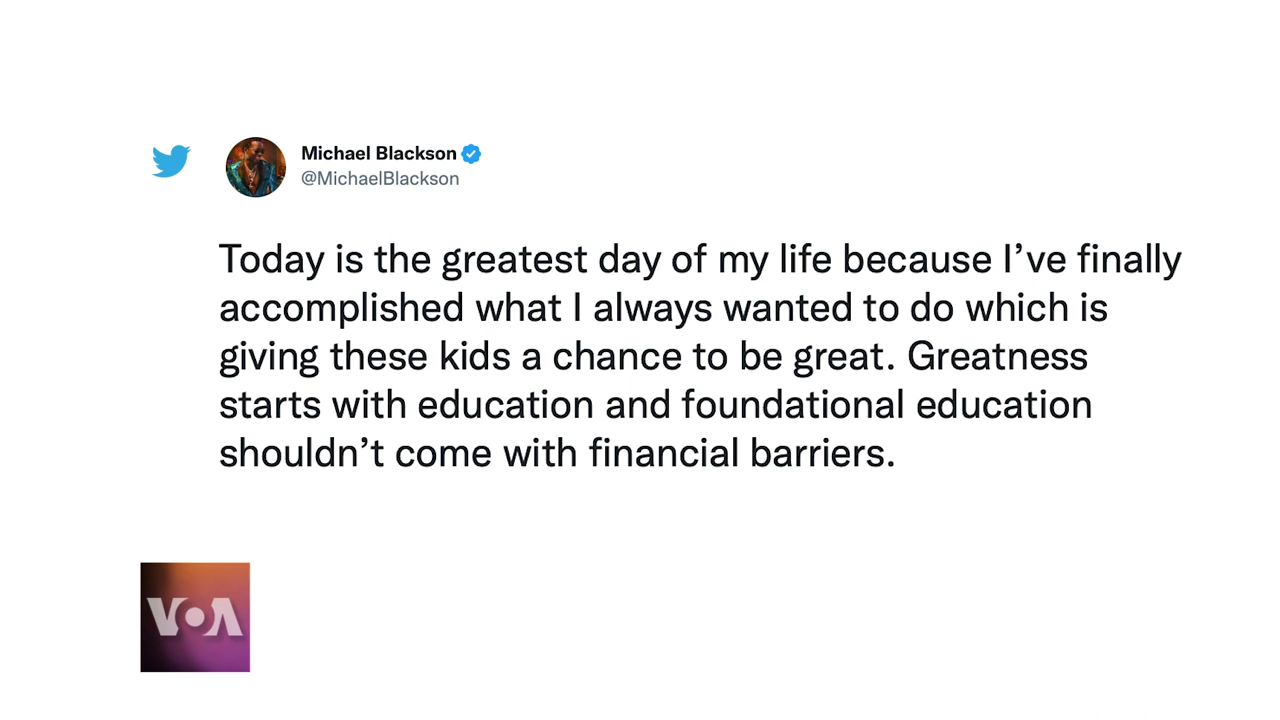 Michael Blackson
@MichaelBlackson
Today is the greatest day of my life because I’ve finally
accomplished what I always wanted to do which is
giving these kids a chance to be great. Greatness
starts with education and foundational education
shouldn’t come with financial barriers.
VOA